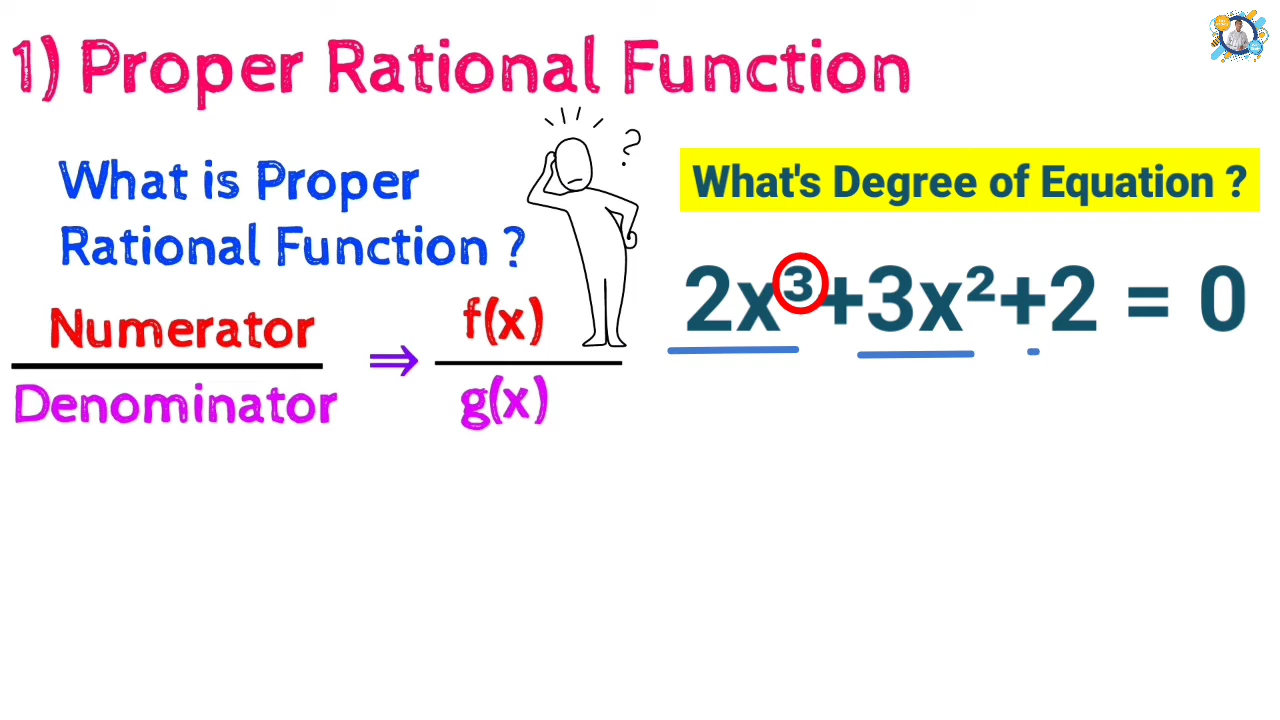 1) Proper Rational Function
What is Proper
Rational Function ?
Numerator
Denominator
⇒
f(x)
g(x)
?
What's Degree of Equation ?
2x³+3x²+2 = 0